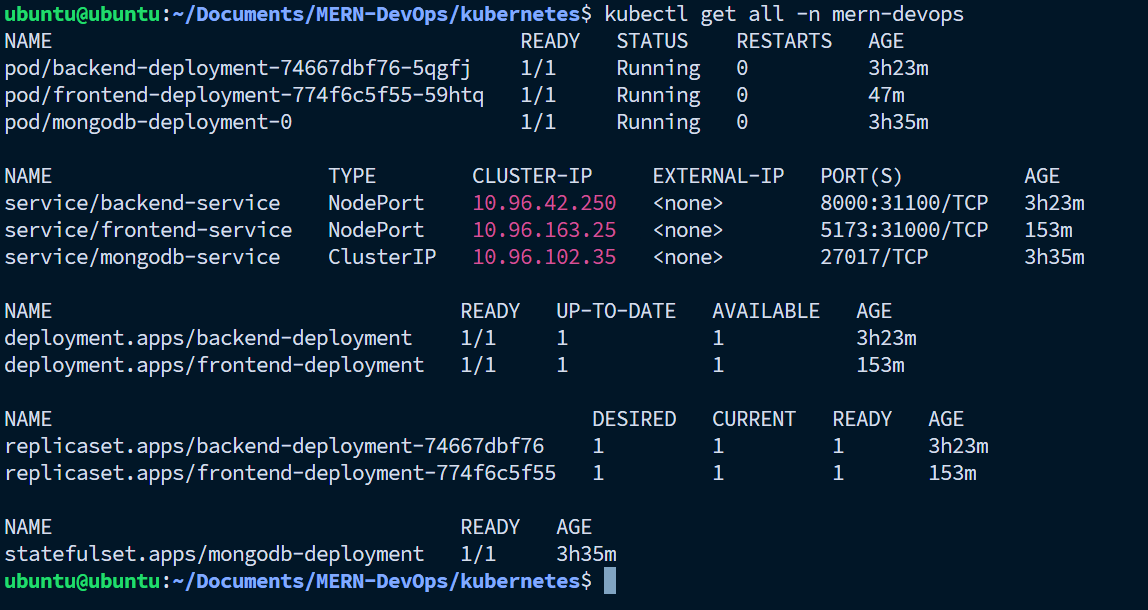 ubuntu@ubuntu:~/Documents/MERN-DevOps/kubernetes$ kubectl get all -n mern-devops
NAME READY STATUS RESTARTS AGE
pod/backend-deployment-74667dbf76-5qgfj 1/1 Running 0 3h23m
pod/frontend-deployment-774f6c5f55-59htq 1/1 Running 0 47m
pod/mongodb-deployment-0 1/1 Running 0 3h35m
NAME TYPE CLUSTER-IP EXTERNAL-IP PORT(S) AGE
service/backend-service NodePort 10.96.42.250 <none> 8000:31100/TCP 3h23m
service/frontend-service NodePort 10.96.163.25 <none> 5173:31000/TCP 153m
service/mongodb-service ClusterIP 10.96.102.35 <none> 27017/TCP 3h35m
NAME READY UP-TO-DATE AVAILABLE AGE
deployment.apps/backend-deployment 1/1 1 1 3h23m
deployment.apps/frontend-deployment 1/1 1 1 153m
NAME DESIRED CURRENT READY AGE
replicaset.apps/backend-deployment-74667dbf76 1 1 1 3h23m
replicaset.apps/frontend-deployment-774f6c5f55 1 1 1 153m
NAME READY AGE
statefulset.apps/mongodb-deployment 1/1 3h35m
ubuntu@ubuntu:~/Documents/MERN-DevOps/kubernetes$